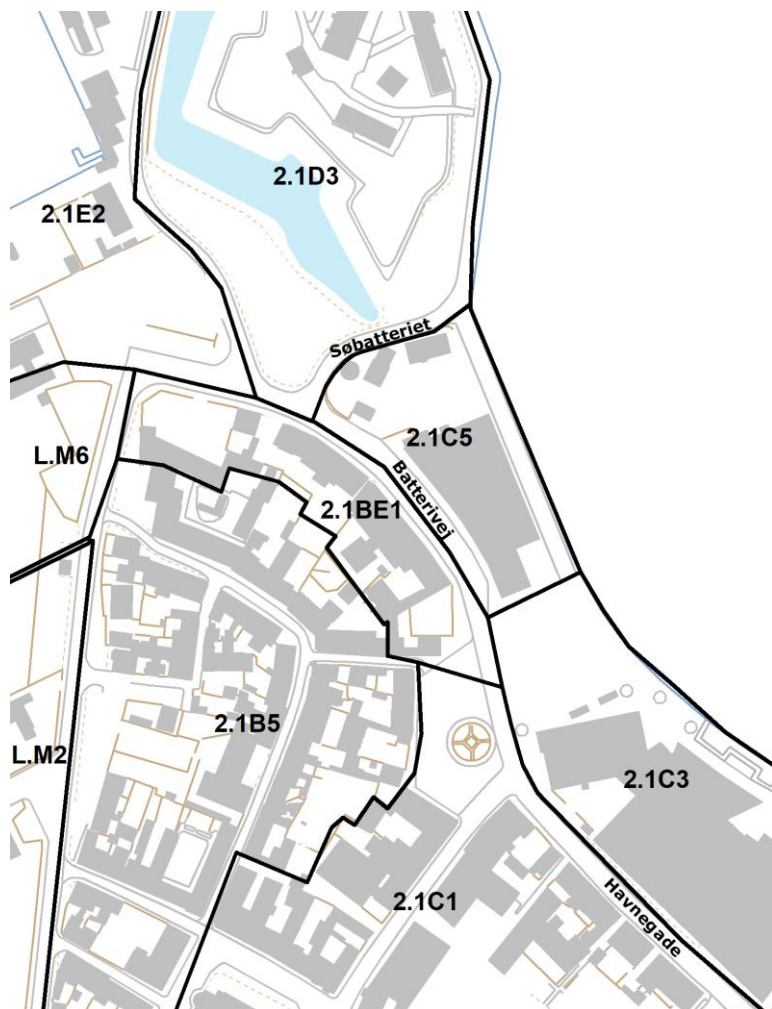 2.1D3
2.1E2
Søbatteriet
2.1C5
L.M6
Batterivej
2.1BE1
2.1B5
L.M2
2.1C3
2.1C1
Havnegade